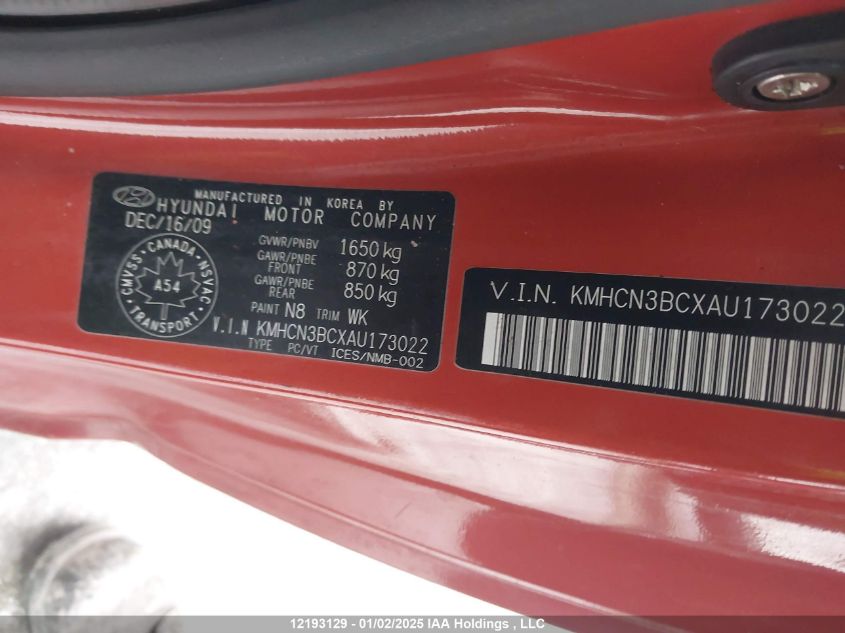 MANUFACTURED IN KOREA BY
HYUNDAI MOTOR COMPANY
DEC/16/09
GVWR/PNBV 1650 kg
GAWR/PNBE FRONT 870 kg
GAWR/PNBE REAR 850 kg
PAINT N8 TRIM WK
V.I.N KMHCN3BCXAU173022
TYPE PC/VT ICES/NMB-002
CMVSS · CANADA · NSVAC
A54
TRANSPORT
V.I.N. KMHCN3BCXAU173022
12193129 - 01/02/2025 IAA Holdings, LLC